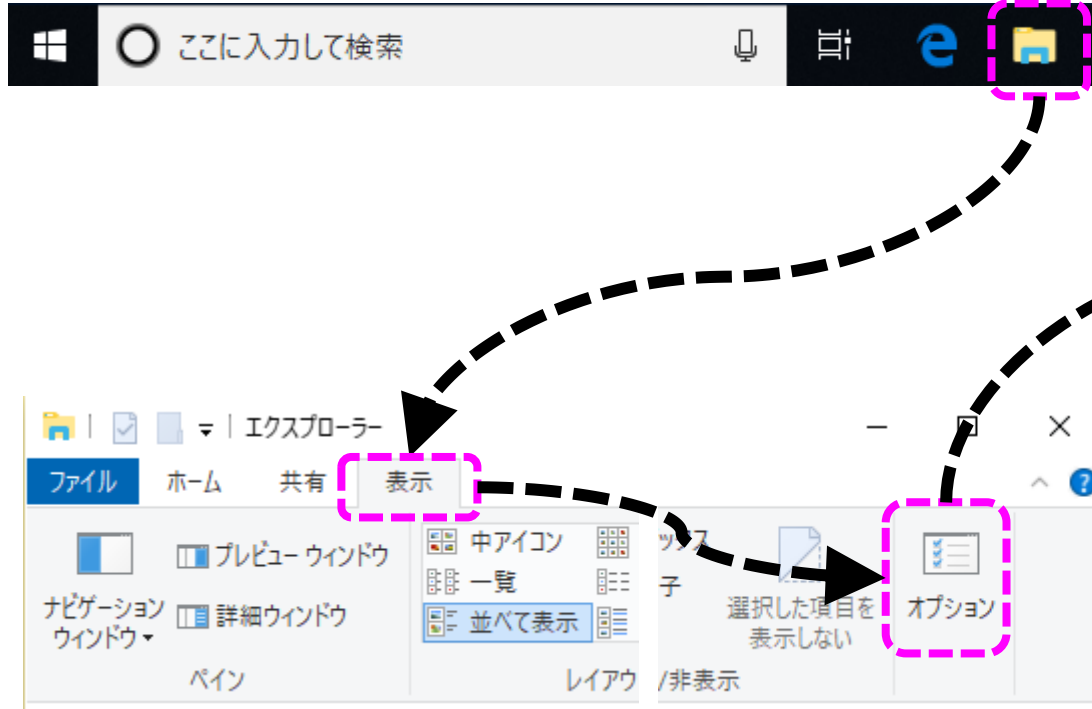 ここに入力して検索
エクスプローラー
ファイル ホーム 共有 表示
プレビュー ウィンドウ
ナビゲーション
ウィンドウ
詳細ウィンドウ
ペイン
中アイコン
一覧
並べて表示
レイアウ
ックス
子
選択した項目を
表示しない
/非表示
オプション